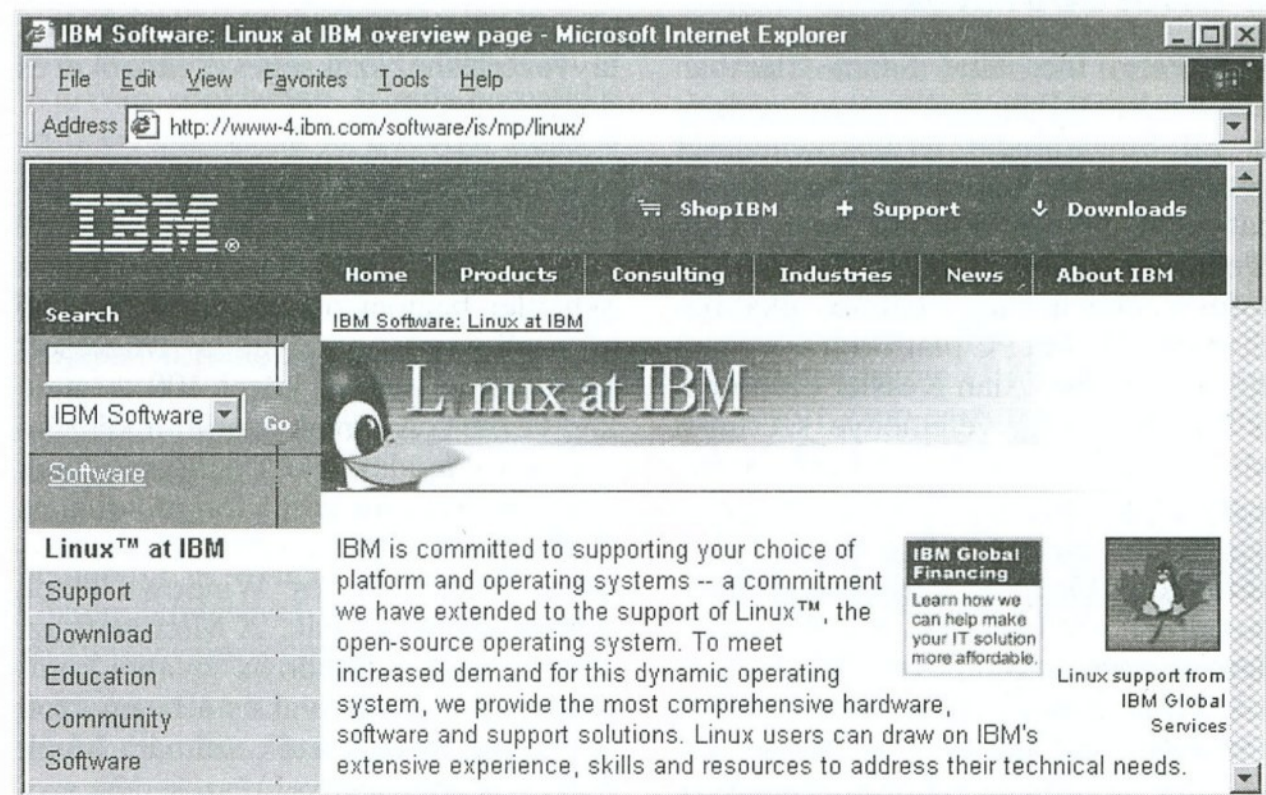 IBM Software: Linux at IBM overview page - Microsoft Internet Explorer
File Edit View Favorites Tools Help
Address http://www-4.ibm.com/software/is/mp/linux/
IBM®
ShopIBM + Support Downloads
Home Products Consulting Industries News About IBM
Search
IBM Software Go
Software
IBM Software: Linux at IBM
L nux at IBM
Linux™ at IBM
Support
Download
Education
Community
Software
IBM is committed to supporting your choice of
platform and operating systems -- a commitment
we have extended to the support of Linux™, the
open-source operating system. To meet
increased demand for this dynamic operating
system, we provide the most comprehensive hardware,
software and support solutions. Linux users can draw on IBM's
extensive experience, skills and resources to address their technical needs.
IBM Global
Financing
Learn how we
can help make
your IT solution
more affordable.
Linux support from
IBM Global
Services